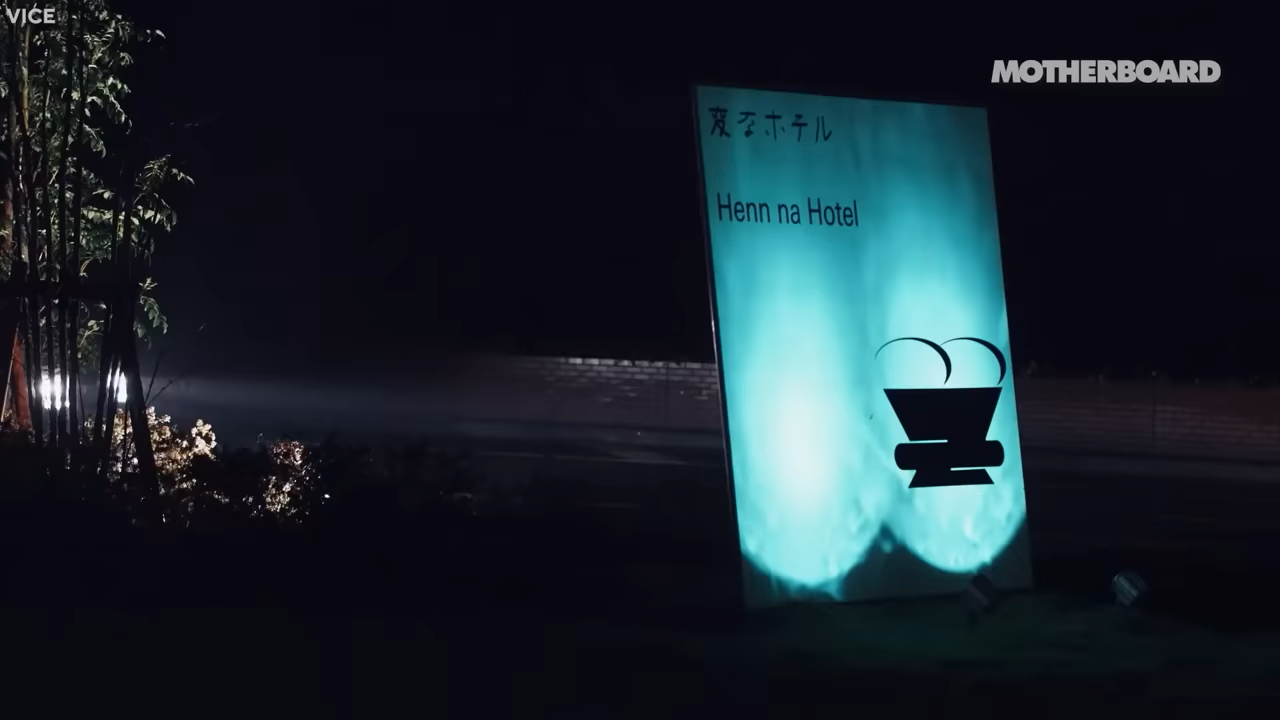 VICE
MOTHERBOARD
変なホテル
Henn na Hotel